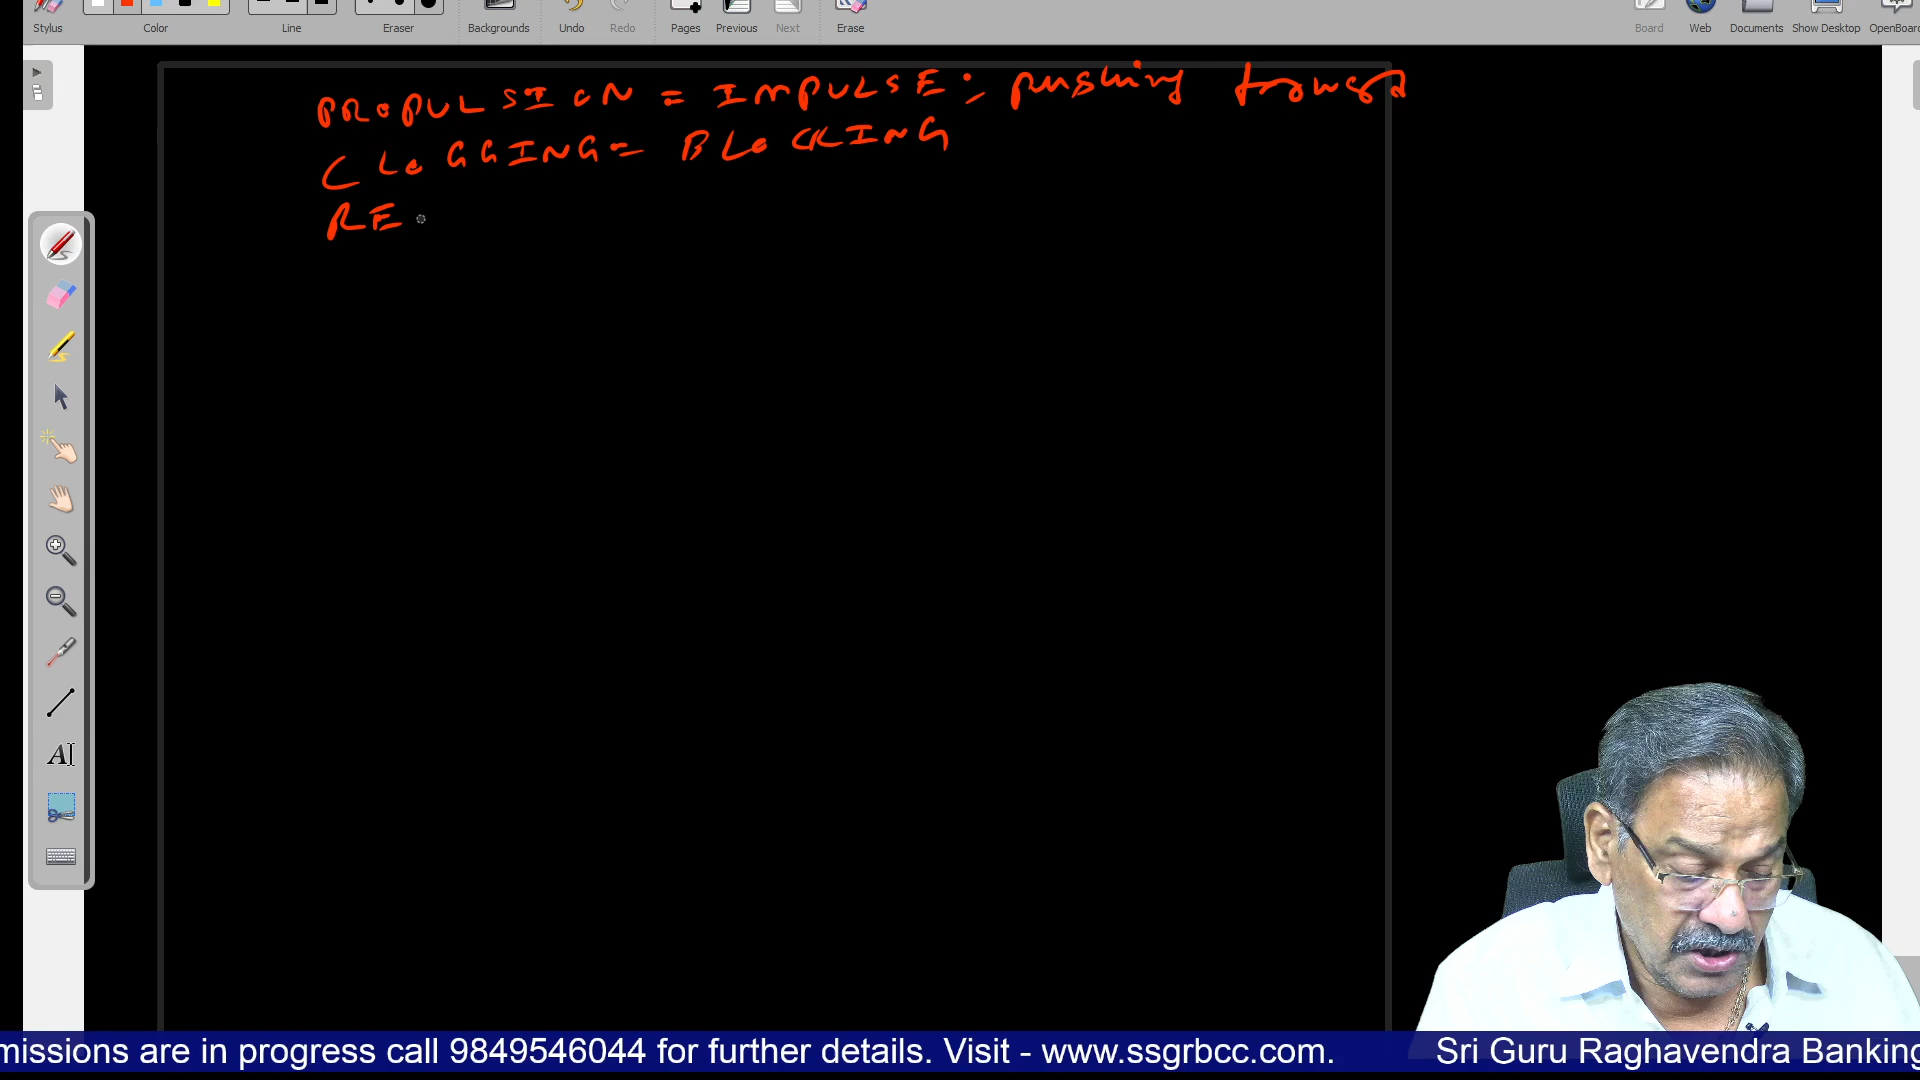 Stylus Color Line Eraser Backgrounds Undo Redo Pages Previous Next Erase Board Web Documents Show Desktop OpenBoard
PROPULSION = IMPULSE; pushing forward
CLOGGING = BLOCKING
RE
missions are in progress call 9849546044 for further details. Visit - www.ssgrbcc.com. Sri Guru Raghavendra Banking